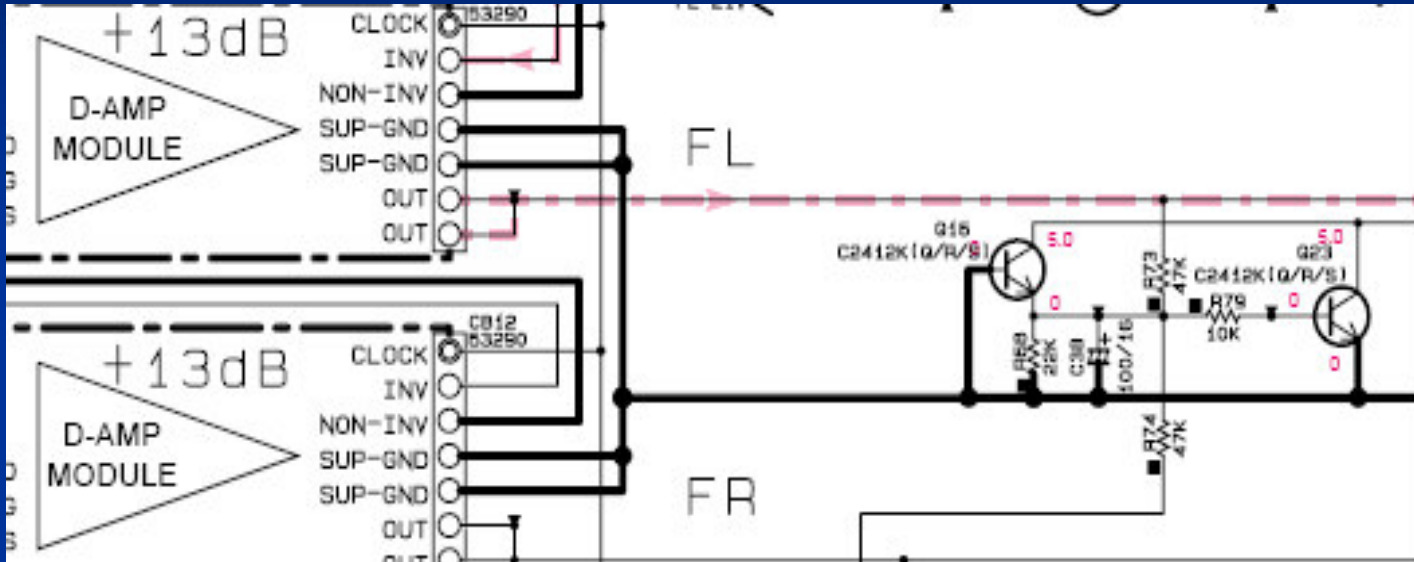 +13dB
D-AMP
MODULE
CLOCK
53290
INV
NON-INV
SUP-GND
SUP-GND
OUT
OUT
FL
Q16
C2412K(Q/R/S)
5.0
0
R73
47K
R79
10K
0
5.0
Q23
C2412K(Q/R/S)
0
R68
22K
C38
100/16
R74
47K
+13dB
D-AMP
MODULE
C812
53290
CLOCK
INV
NON-INV
SUP-GND
SUP-GND
OUT
OUT
FR